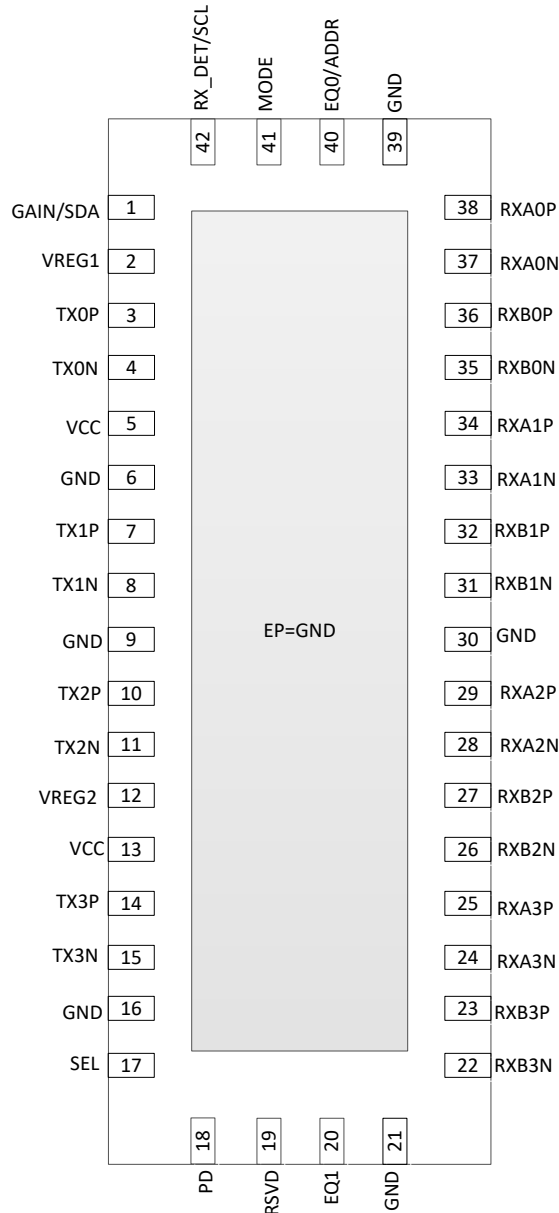 RX_DET/SCL
MODE
EQ0/ADDR
GND
42
41
40
39
GAIN/SDA 1
VREG1 2
TX0P 3
TX0N 4
VCC 5
GND 6
TX1P 7
TX1N 8
GND 9
TX2P 10
TX2N 11
VREG2 12
VCC 13
TX3P 14
TX3N 15
GND 16
SEL 17
EP=GND
38 RXA0P
37 RXA0N
36 RXB0P
35 RXB0N
34 RXA1P
33 RXA1N
32 RXB1P
31 RXB1N
30 GND
29 RXA2P
28 RXA2N
27 RXB2P
26 RXB2N
25 RXA3P
24 RXA3N
23 RXB3P
22 RXB3N
18
19
20
21
PD
RSVD
EQ1
GND